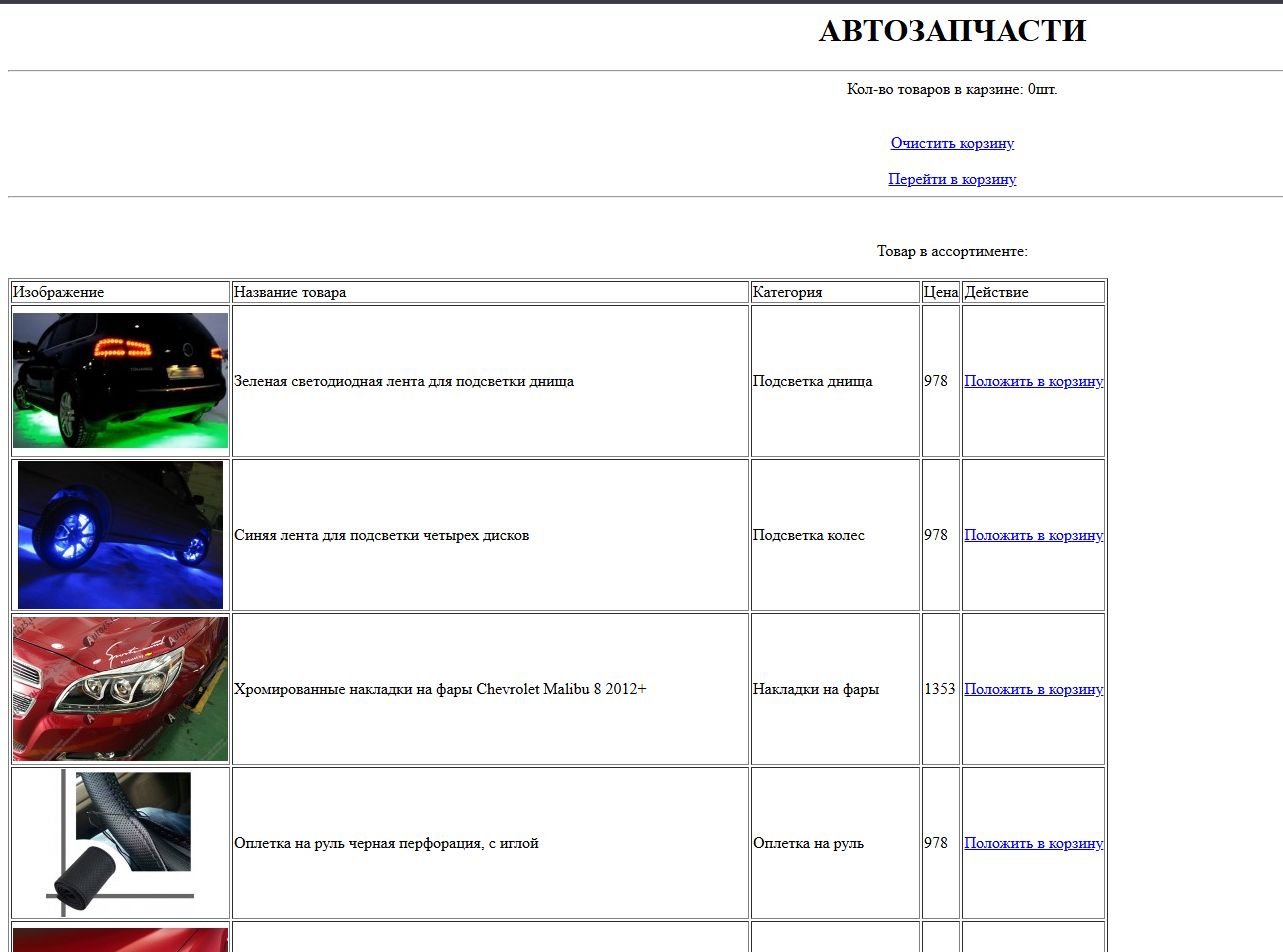 АВТОЗАПЧАСТИ
Кол-во товаров в карзине: 0шт.
Очистить корзину
Перейти в корзину
Товар в ассортименте:
Изображение Название товара Категория Цена Действие
Зеленая светодиодная лента для подсветки днища Подсветка днища 978 Положить в корзину
Синяя лента для подсветки четырех дисков Подсветка колес 978 Положить в корзину
Хромированные накладки на фары Chevrolet Malibu 8 2012+ Накладки на фары 1353 Положить в корзину
Оплетка на руль черная перфорация, с иглой Оплетка на руль 978 Положить в корзину